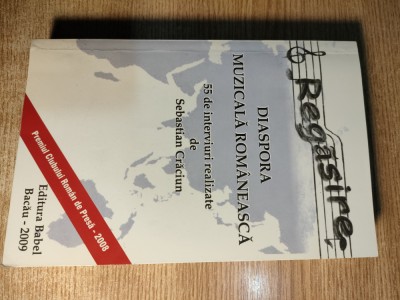 Regăsire
DIASPORA
MUZICALĂ ROMÂNEASCĂ
55 de interviuri realizate
de
Sebastian Crăciun
Premiul Clubului Român de Presă - 2008
Editura Babel
Bacău - 2009